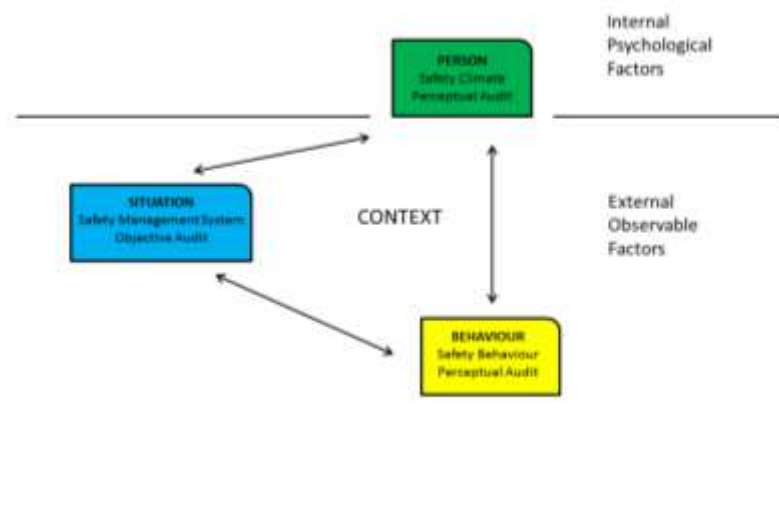 Internal
Psychological
Factors
PERSON
Safety Climate
Perceptual Audit
SITUATION
Safety Management System
Objective Audit
CONTEXT
External
Observable
Factors
BEHAVIOUR
Safety Behaviour
Perceptual Audit